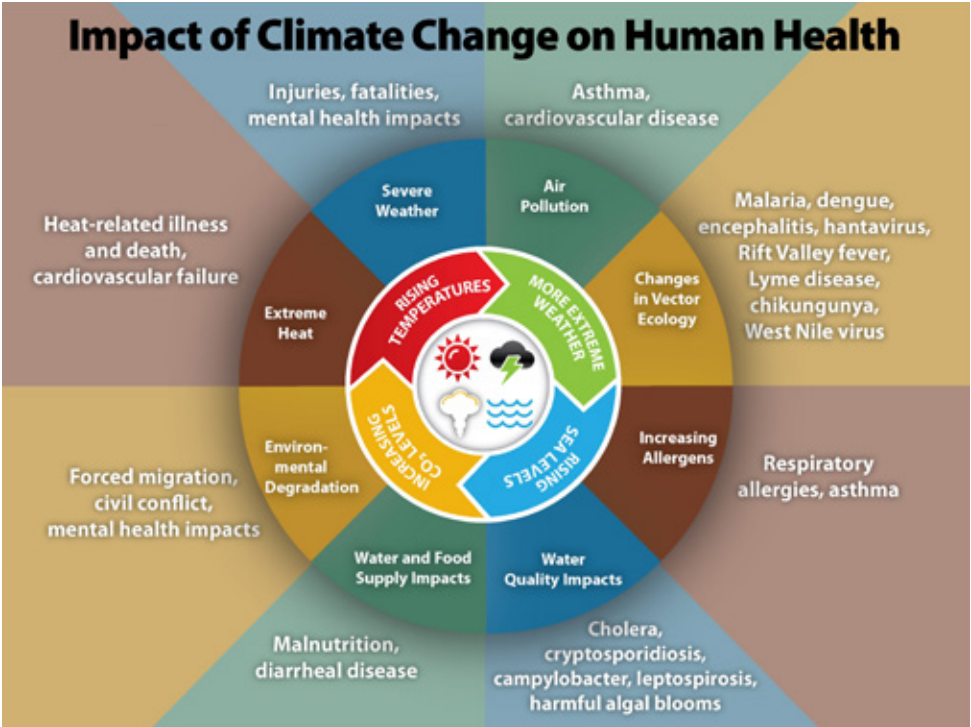 Impact of Climate Change on Human Health
Injuries, fatalities,
mental health impacts
Asthma,
cardiovascular disease
Severe
Weather
Air
Pollution
Heat-related illness
and death,
cardiovascular failure
Malaria, dengue,
encephalitis, hantavirus,
Rift Valley fever,
Lyme disease,
chikungunya,
West Nile virus
Extreme
Heat
Changes
in Vector
Ecology
RISING
TEMPERATURES
MORE EXTREME
WEATHER
INCREASING
CO₂ LEVELS
RISING
SEA LEVELS
Environ-
mental
Degradation
Increasing
Allergens
Forced migration,
civil conflict,
mental health impacts
Respiratory
allergies, asthma
Water and Food
Supply Impacts
Water
Quality Impacts
Malnutrition,
diarrheal disease
Cholera,
cryptosporidiosis,
campylobacter, leptospirosis,
harmful algal blooms